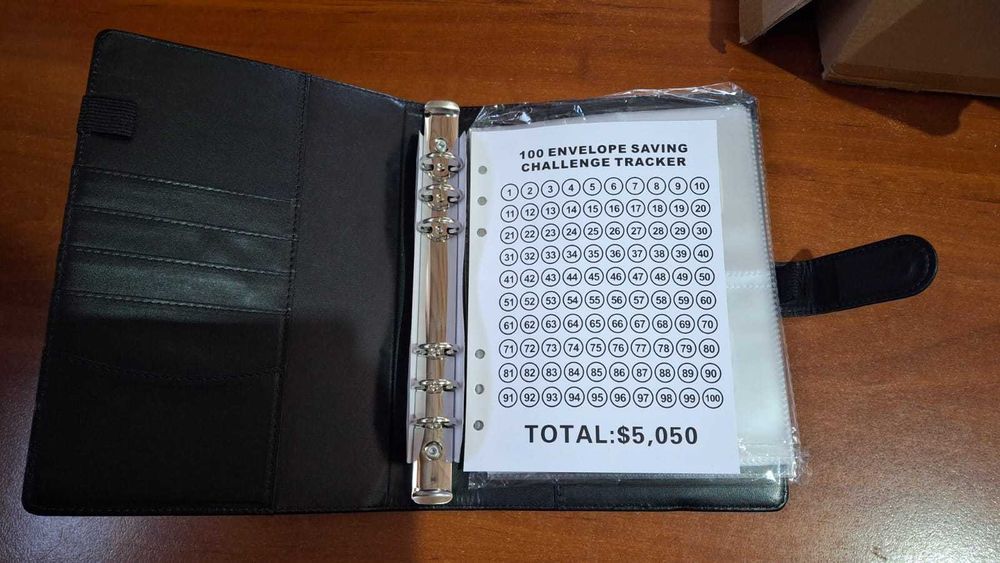 100 ENVELOPE SAVING
CHALLENGE TRACKER
1 2 3 4 5 6 7 8 9 10
11 12 13 14 15 16 17 18 19 20
21 22 23 24 25 26 27 28 29 30
31 32 33 34 35 36 37 38 39 40
41 42 43 44 45 46 47 48 49 50
51 52 53 54 55 56 57 58 59 60
61 62 63 64 65 66 67 68 69 70
71 72 73 74 75 76 77 78 79 80
81 82 83 84 85 86 87 88 89 90
91 92 93 94 95 96 97 98 99 100
TOTAL:$5,050